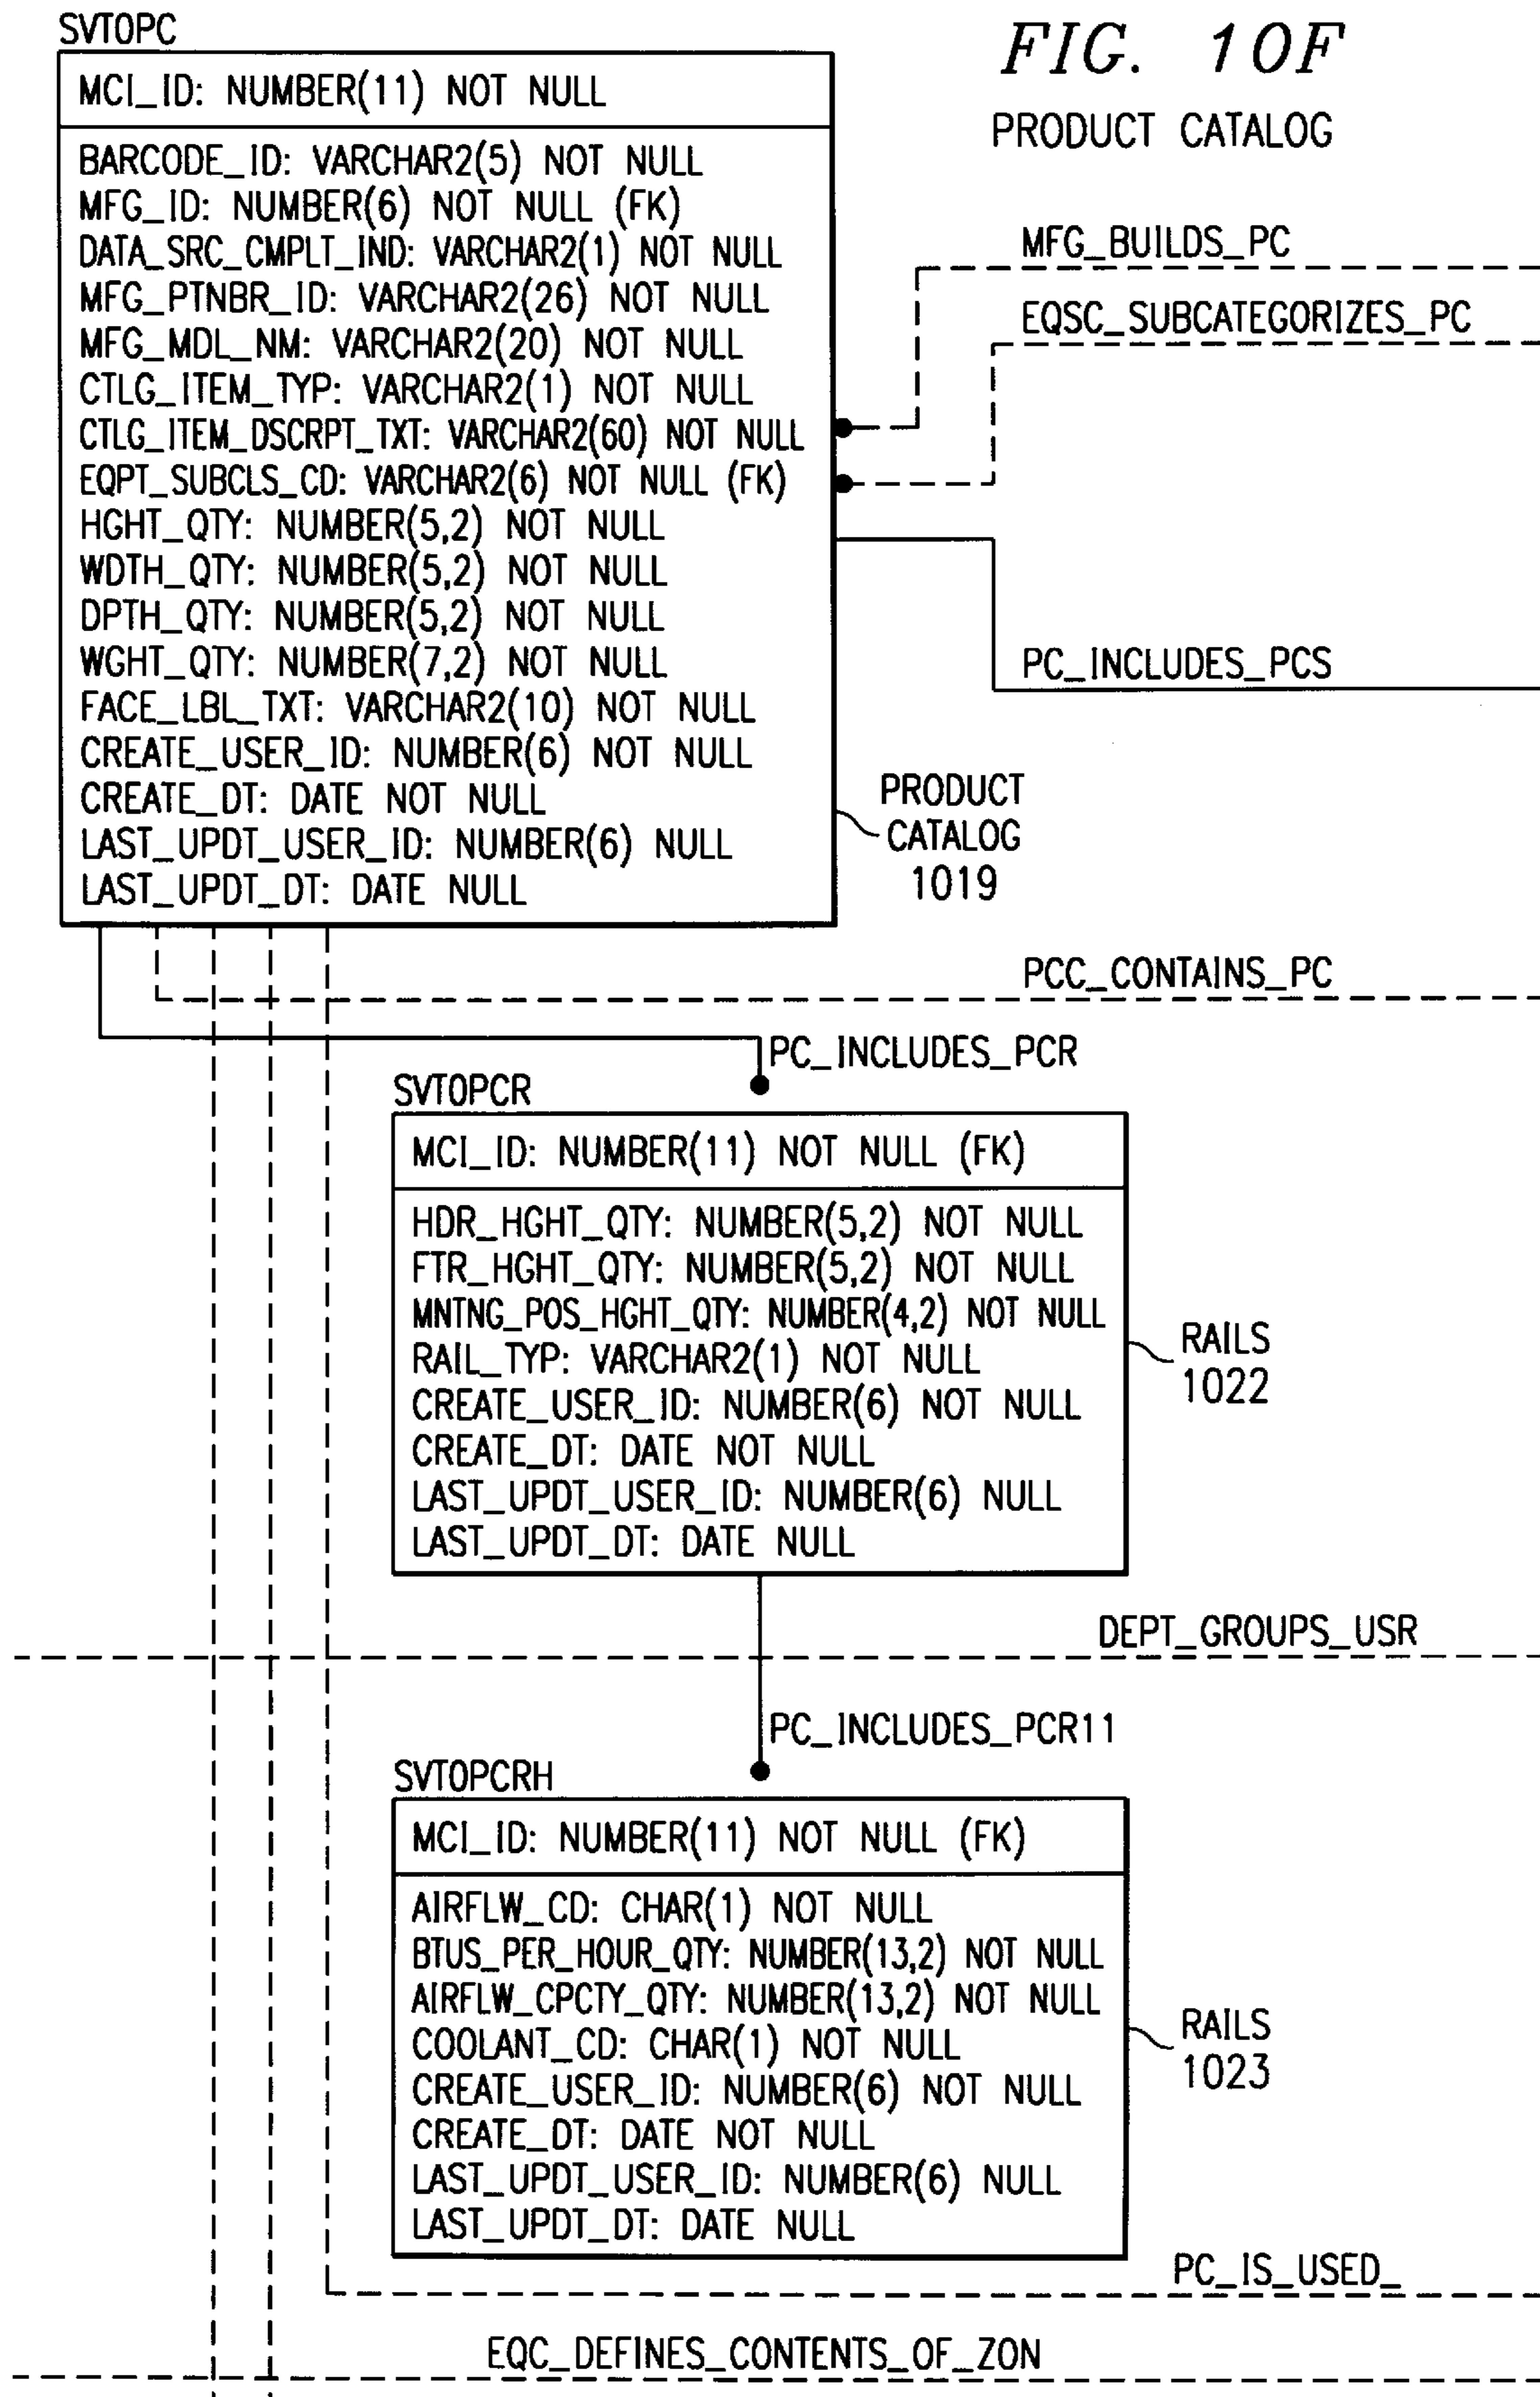 SVTOPC
FIG. 10F
PRODUCT CATALOG
MCI_ID: NUMBER(11) NOT NULL
BARCODE_ID: VARCHAR2(5) NOT NULL
MFG_ID: NUMBER(6) NOT NULL (FK)
DATA_SRC_CMPLT_IND: VARCHAR2(1) NOT NULL
MFG_PTNBR_ID: VARCHAR2(26) NOT NULL
MFG_MDL_NM: VARCHAR2(20) NOT NULL
CTLG_ITEM_TYP: VARCHAR2(1) NOT NULL
CTLG_ITEM_DSCRPT_TXT: VARCHAR2(60) NOT NULL
EQPT_SUBCLS_CD: VARCHAR2(6) NOT NULL (FK)
HGHT_QTY: NUMBER(5,2) NOT NULL
WDTH_QTY: NUMBER(5,2) NOT NULL
DPTH_QTY: NUMBER(5,2) NOT NULL
WGHT_QTY: NUMBER(7,2) NOT NULL
FACE_LBL_TXT: VARCHAR2(10) NOT NULL
CREATE_USER_ID: NUMBER(6) NOT NULL
CREATE_DT: DATE NOT NULL
LAST_UPDT_USER_ID: NUMBER(6) NULL
LAST_UPDT_DT: DATE NULL
MFG_BUILDS_PC
EQSC_SUBCATEGORIZES_PC
PC_INCLUDES_PCS
PRODUCT
CATALOG
1019
PCC_CONTAINS_PC
PC_INCLUDES_PCR
SVTOPCR
MCI_ID: NUMBER(11) NOT NULL (FK)
HDR_HGHT_QTY: NUMBER(5,2) NOT NULL
FTR_HGHT_QTY: NUMBER(5,2) NOT NULL
MNTNG_POS_HGHT_QTY: NUMBER(4,2) NOT NULL
RAIL_TYP: VARCHAR2(1) NOT NULL
CREATE_USER_ID: NUMBER(6) NOT NULL
CREATE_DT: DATE NOT NULL
LAST_UPDT_USER_ID: NUMBER(6) NULL
LAST_UPDT_DT: DATE NULL
RAILS
1022
DEPT_GROUPS_USR
PC_INCLUDES_PCR11
SVTOPCRH
MCI_ID: NUMBER(11) NOT NULL (FK)
AIRFLW_CD: CHAR(1) NOT NULL
BTUS_PER_HOUR_QTY: NUMBER(13,2) NOT NULL
AIRFLW_CPCTY_QTY: NUMBER(13,2) NOT NULL
COOLANT_CD: CHAR(1) NOT NULL
CREATE_USER_ID: NUMBER(6) NOT NULL
CREATE_DT: DATE NOT NULL
LAST_UPDT_USER_ID: NUMBER(6) NULL
LAST_UPDT_DT: DATE NULL
RAILS
1023
PC_IS_USED_
EQC_DEFINES_CONTENTS_OF_ZON